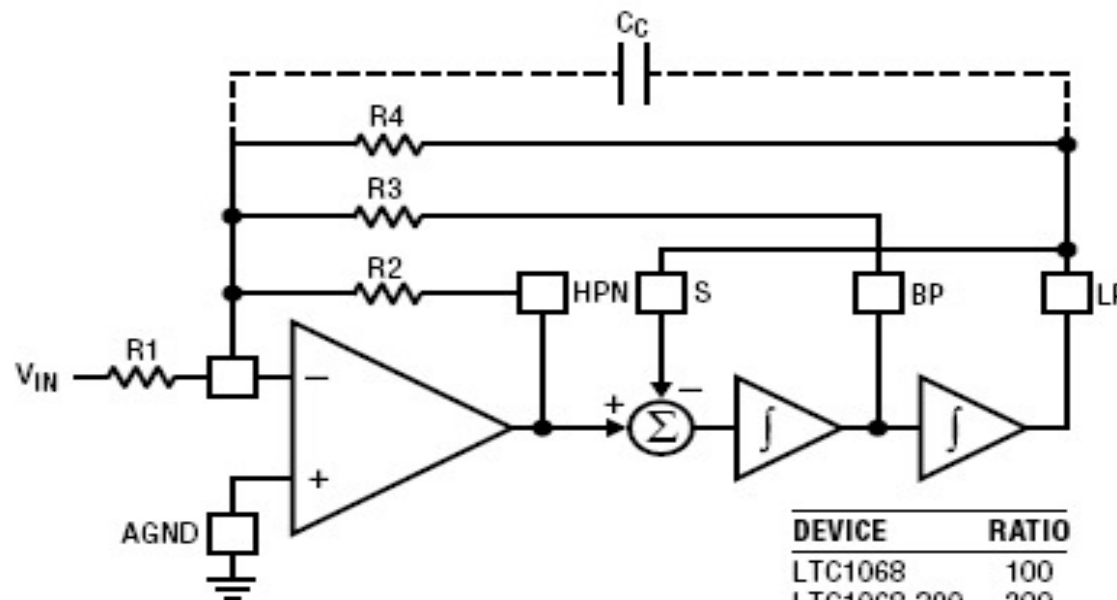 CC
R4
R3
R2
HPN
S
BP
R1
VIN
−
+
−
Σ
∫
∫
+
AGND
DEVICE RATIO
LTC1068 100